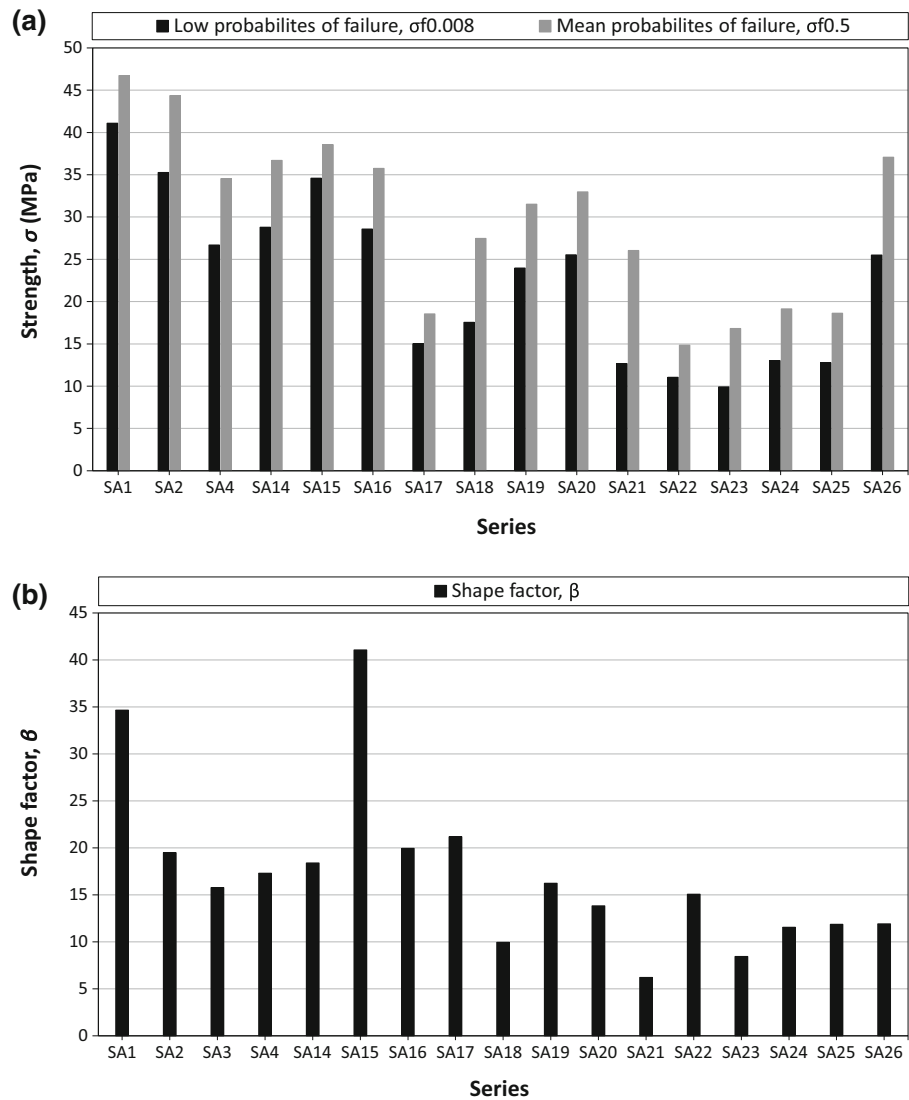 (a)
Low probabilites of failure, σf0.008 Mean probabilites of failure, σf0.5
50
45
40
35
30
25
20
15
10
5
0
Strength, σ (MPa)
SA1 SA2 SA4 SA14 SA15 SA16 SA17 SA18 SA19 SA20 SA21 SA22 SA23 SA24 SA25 SA26
Series
(b)
Shape factor, β
45
40
35
30
25
20
15
10
5
0
Shape factor, β
SA1 SA2 SA3 SA4 SA14 SA15 SA16 SA17 SA18 SA19 SA20 SA21 SA22 SA23 SA24 SA25 SA26
Series